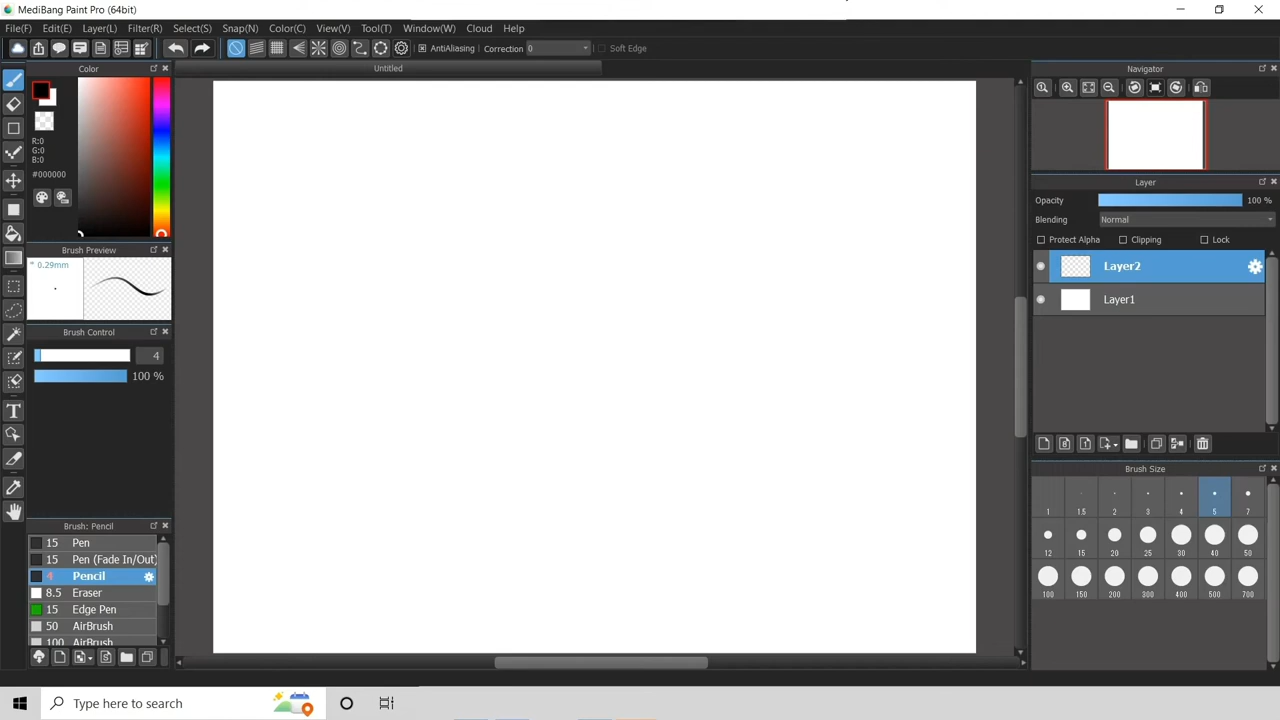 MediBang Paint Pro (64bit)
File(F) Edit(E) Layer(L) Filter(R) Select(S) Snap(N) Color(C) View(V) Tool(T) Window(W) Cloud Help
AntiAliasing Correction 0 Soft Edge
Color
R:0
G:0
B:0
#000000
Brush Preview
* 0.29mm
Brush Control
4
100 %
Brush: Pencil
15 Pen
15 Pen (Fade In/Out)
4 Pencil
8.5 Eraser
15 Edge Pen
50 AirBrush
100 AirBrush
Untitled
Navigator
Layer
Opacity 100 %
Blending Normal
Protect Alpha Clipping Lock
Layer2
Layer1
Brush Size
1 1.5 2 3 4 5 7
12 15 20 25 30 40 50
100 150 200 300 400 500 700
Type here to search